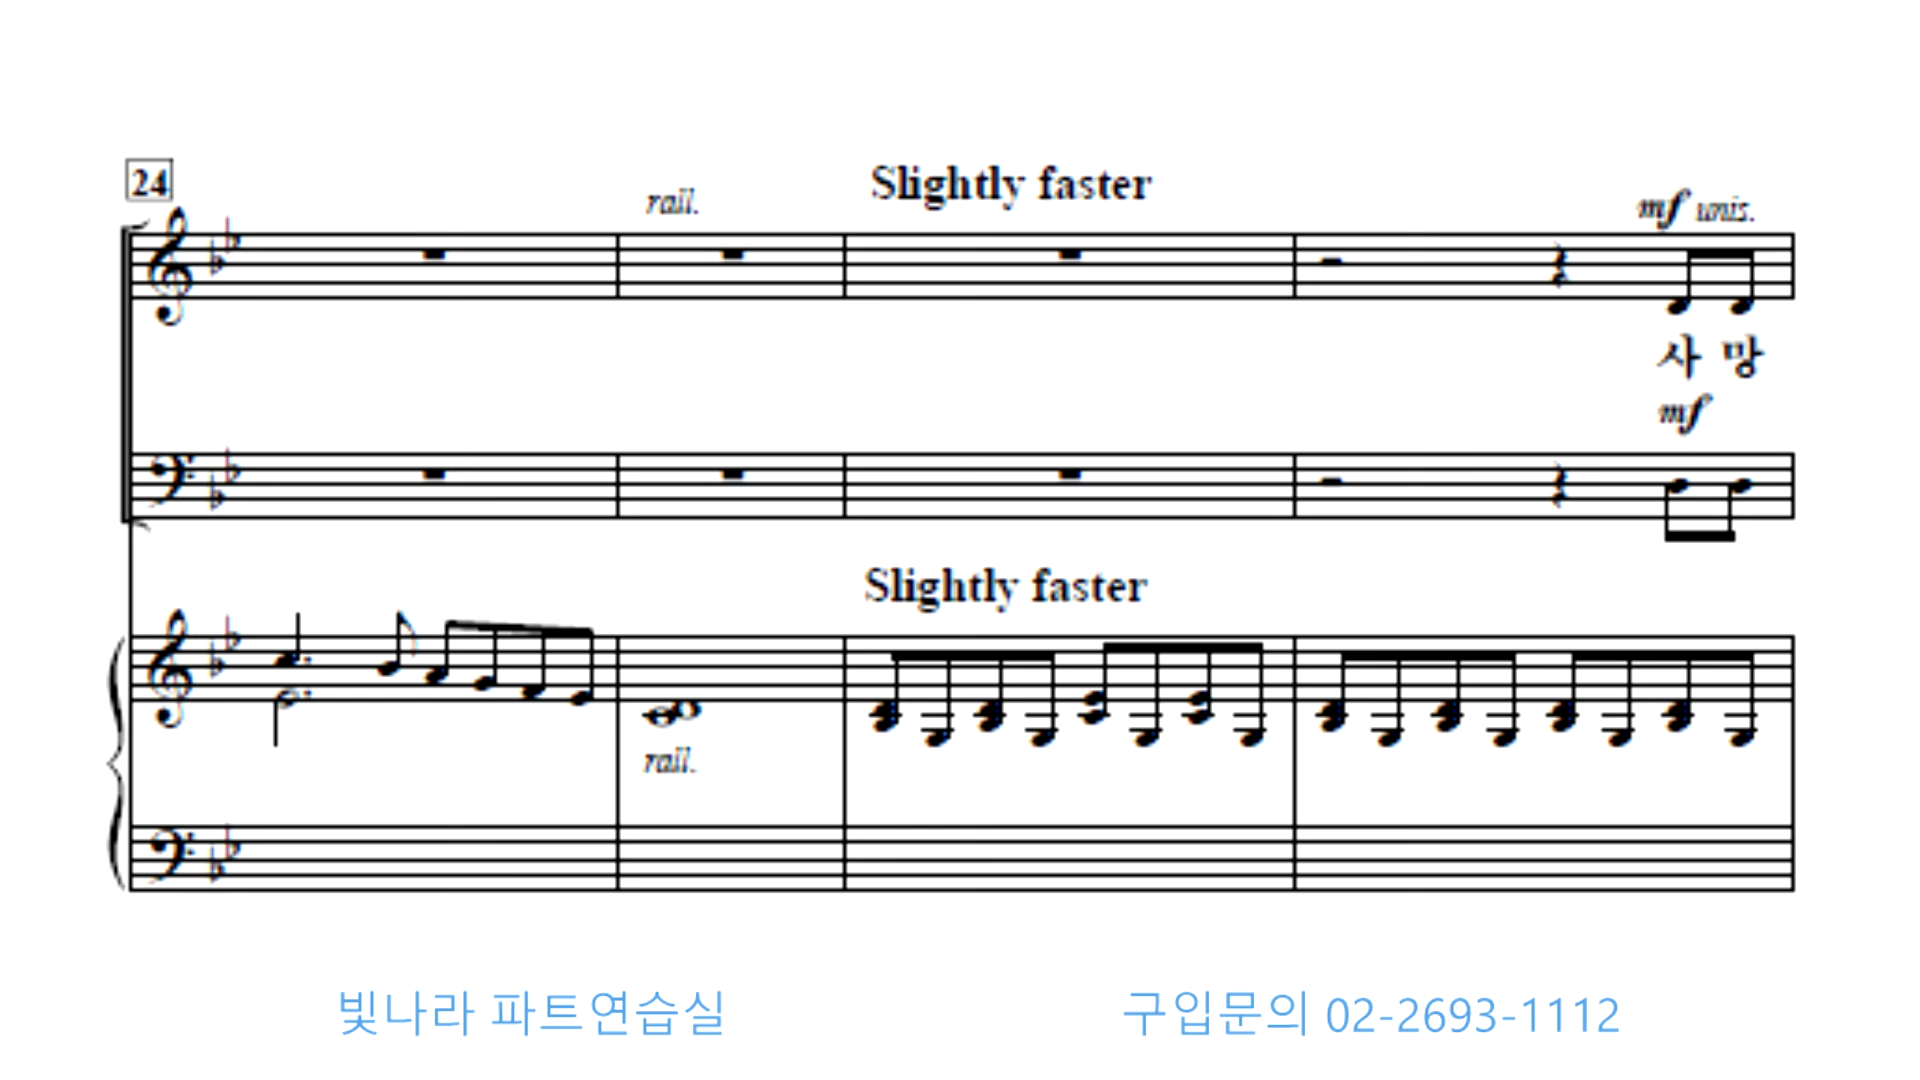 24
rall.
Slightly faster
mf unis.
사 망
mf
Slightly faster
rall.
빛나라 파트연습실
구입문의 02-2693-1112